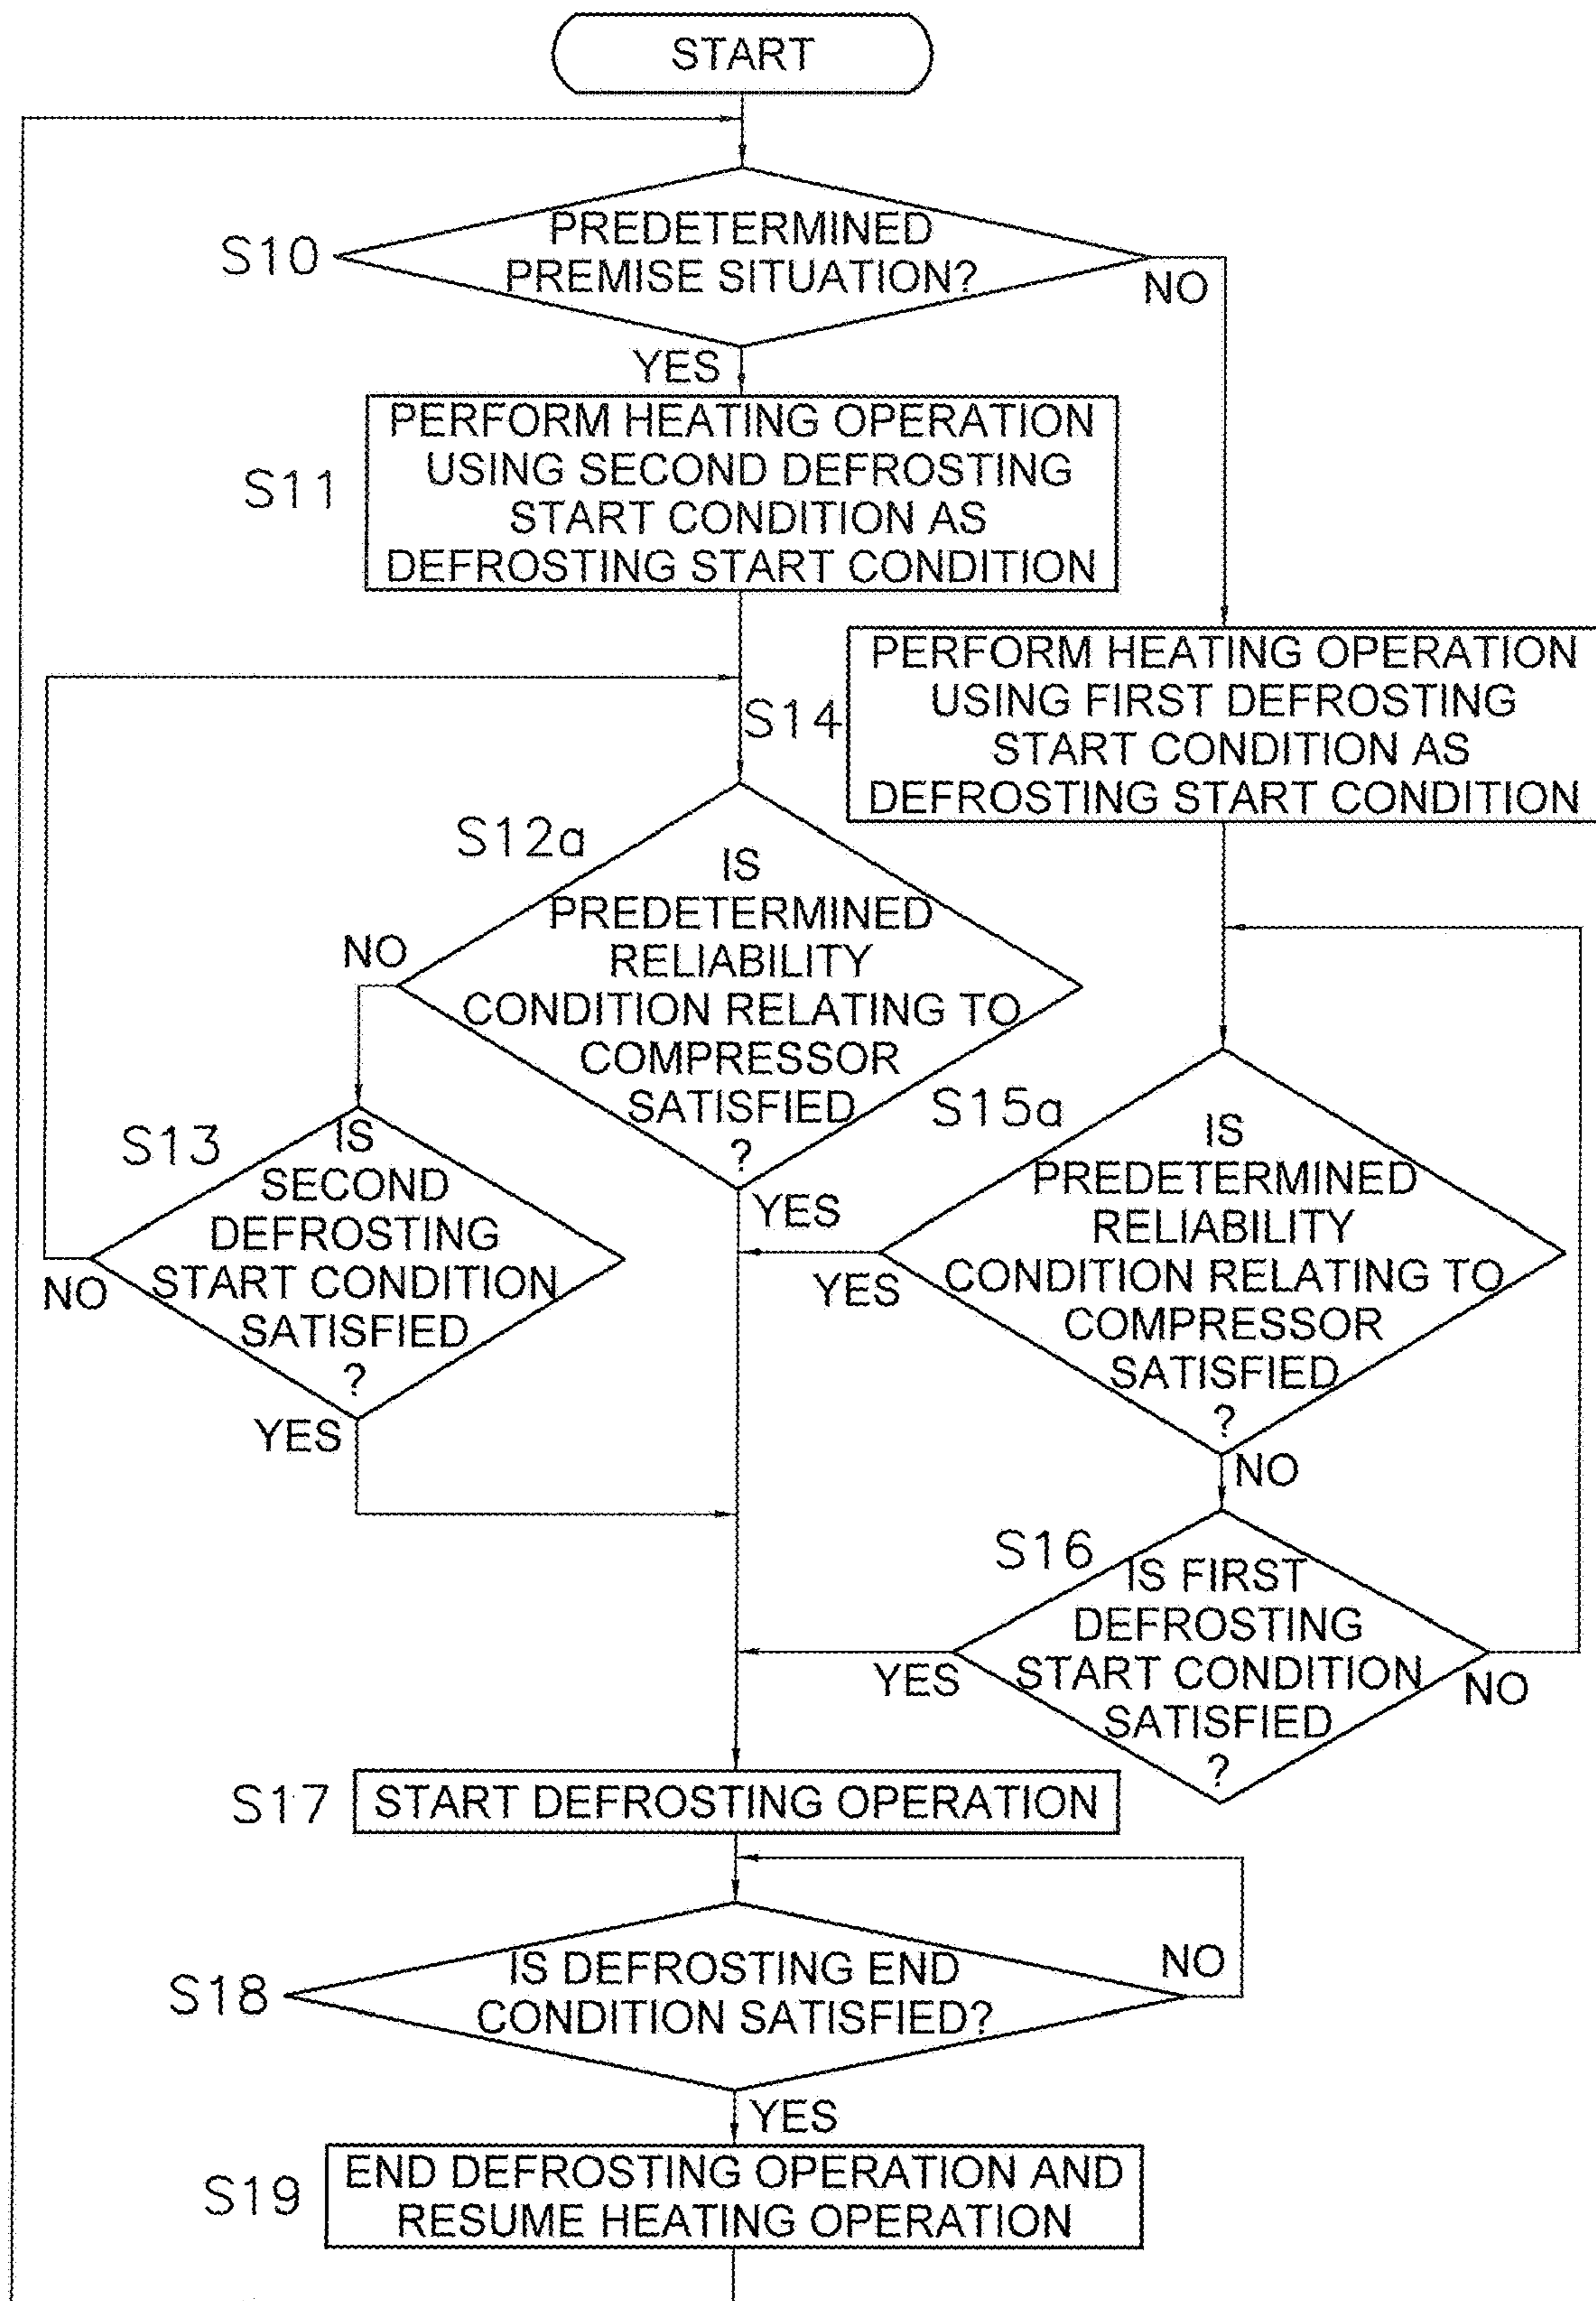 START
S10
PREDETERMINED
PREMISE SITUATION?
NO
YES
S11
PERFORM HEATING OPERATION
USING SECOND DEFROSTING
START CONDITION AS
DEFROSTING START CONDITION
S14
PERFORM HEATING OPERATION
USING FIRST DEFROSTING
START CONDITION AS
DEFROSTING START CONDITION
S12a
IS
PREDETERMINED
RELIABILITY
CONDITION RELATING TO
COMPRESSOR
SATISFIED
?
NO
YES
S13
IS
SECOND
DEFROSTING
START CONDITION
SATISFIED
?
NO
YES
S15a
IS
PREDETERMINED
RELIABILITY
CONDITION RELATING TO
COMPRESSOR
SATISFIED
?
YES
NO
S16
IS FIRST
DEFROSTING
START CONDITION
SATISFIED
?
YES
NO
S17
START DEFROSTING OPERATION
S18
IS DEFROSTING END
CONDITION SATISFIED?
NO
YES
S19
END DEFROSTING OPERATION AND
RESUME HEATING OPERATION